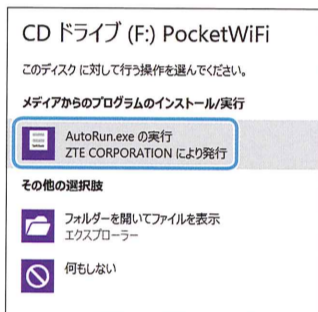 CD ドライブ (F:) PocketWiFi
このディスク に対して行う操作を選んでください。
メディアからのプログラムのインストール/実行
AutoRun.exe の実行
ZTE CORPORATION により発行
その他の選択肢
フォルダーを開いてファイルを表示
エクスプローラー
何もしない